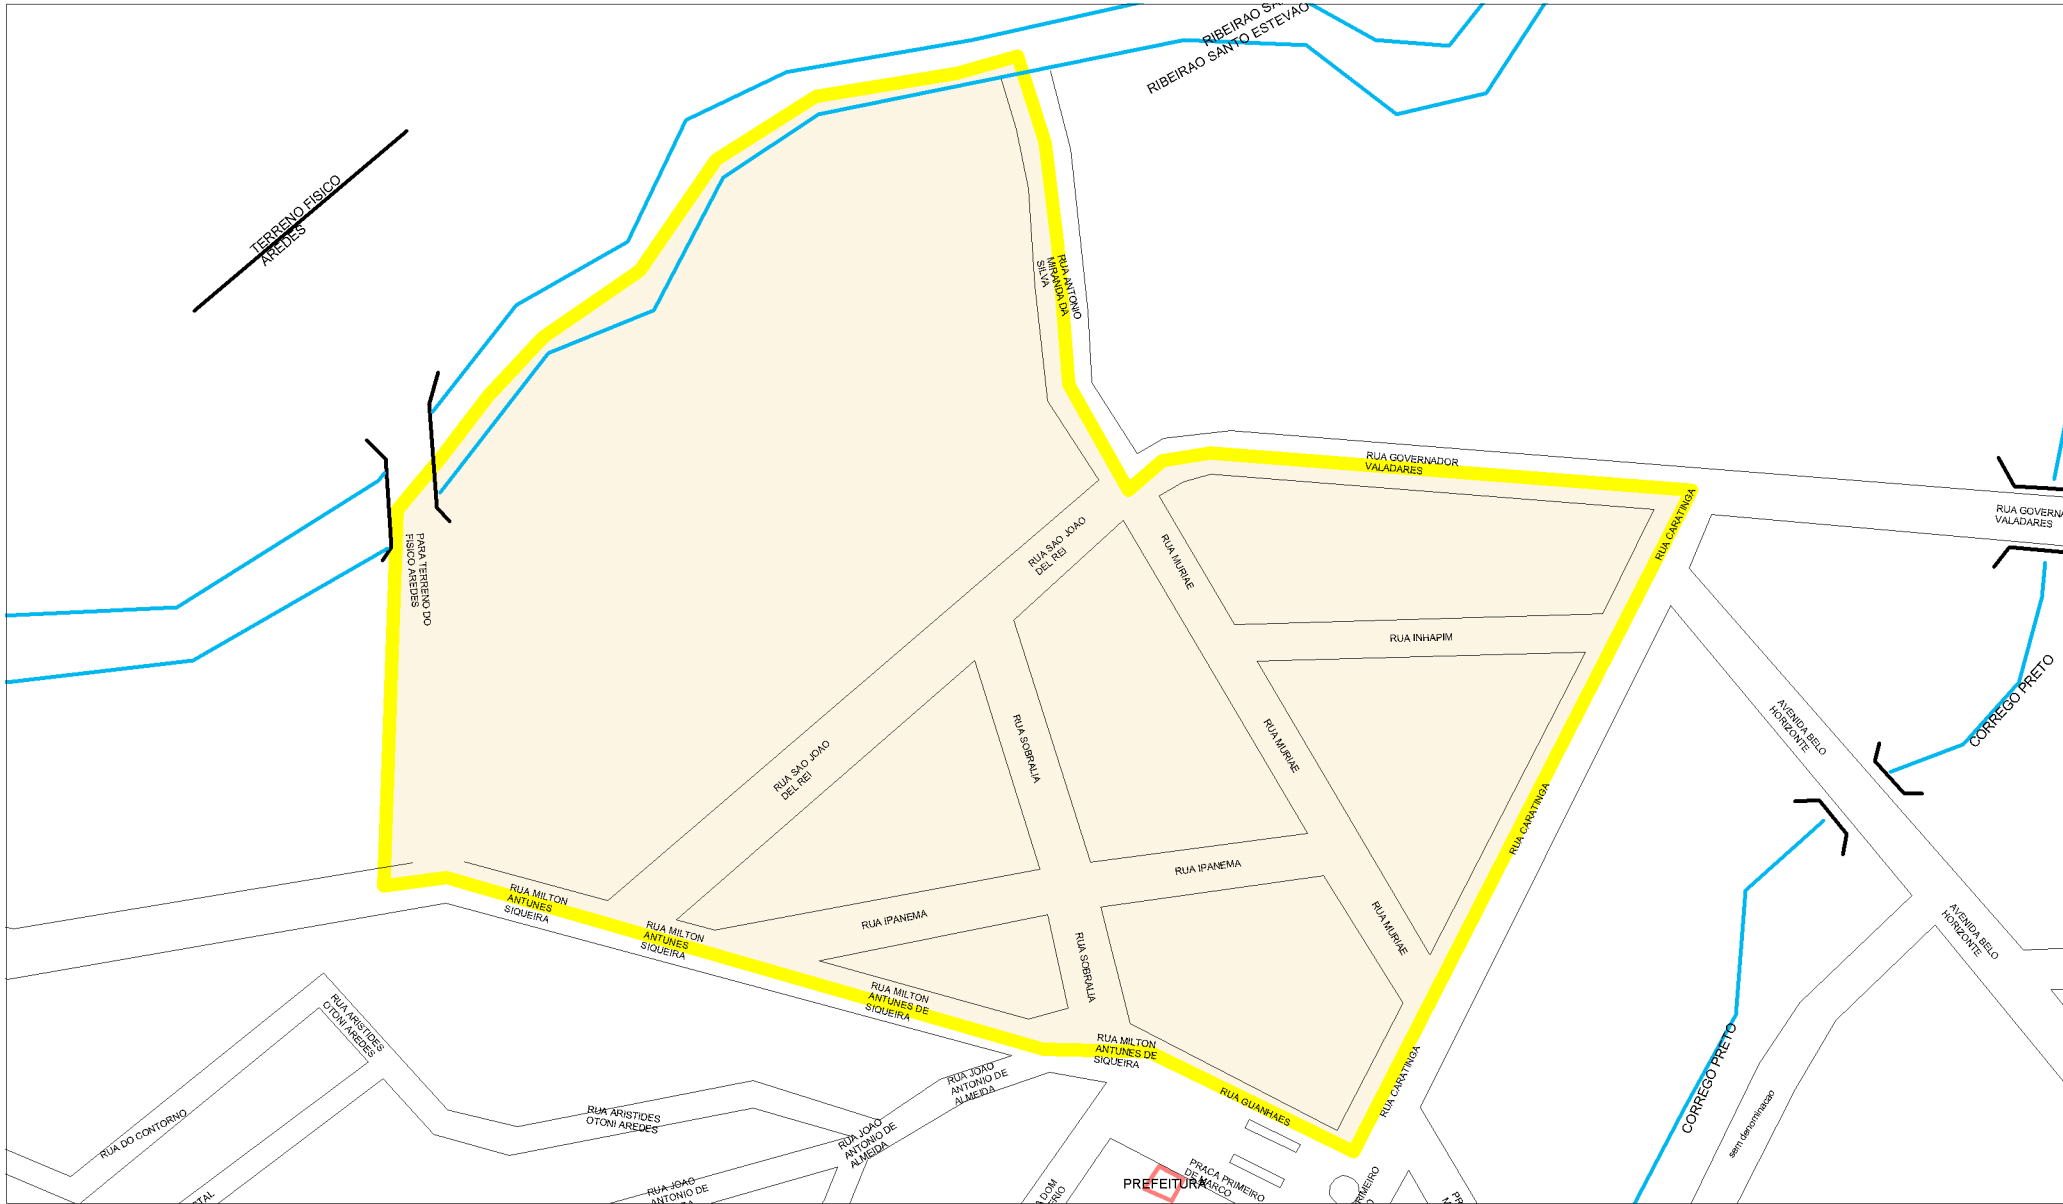 RIBEIRAO SANTO ESTEVAO
TERRENO FISICO
AREDES
RUA ANTONIO
MIRANDA DA
SILVA
RUA GOVERNADOR
VALADARES
RUA CARATINGA
VALADARES
PARA TERRENO DO
FISICO AREDES
RUA SAO JOAO
DEL REI
RUA MURIAE
RUA INHAPIM
CORREGO PRETO
AVENIDA BELO
HORIZONTE
RUA SOBRALIA
RUA MURIAE
RUA SAO JOAO
DEL REI
RUA CARATINGA
RUA IPANEMA
RUA MILTON
ANTUNES
SIQUEIRA
RUA IPANEMA
RUA MURIAE
AVENIDA BELO
HORIZONTE
RUA MILTON
ANTUNES
SIQUEIRA
RUA SOBRALIA
RUA MILTON
ANTUNES DE
SIQUEIRA
RUA ARISTIDES
OTONI AREDES
RUA MILTON
ANTUNES DE
SIQUEIRA
RUA CARATINGA
CORREGO PRETO
RUA JOAO
ANTONIO DE
ALMEIDA
RUA GUANHAES
RUA ARISTIDES
OTONI AREDES
RUA DO CONTORNO
RUA JOAO
ANTONIO DE
ALMEIDA
sem denominacao
PRACA PRIMEIRO
DE MARCO
PREFEITURA
RUA JOAO
ANTONIO DE